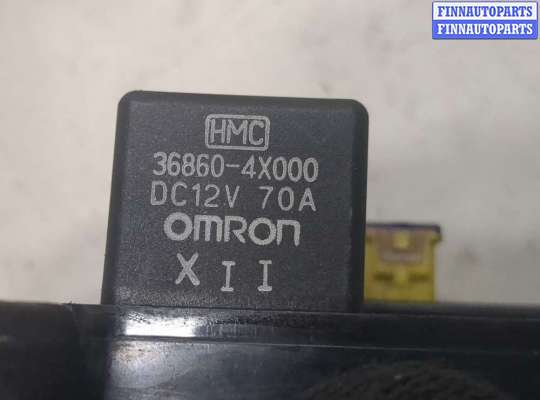 FINNAUTOPARTS
FINNAUTOPARTS
HMC
36860-4X000
DC12V 70A
OMRON
X I I